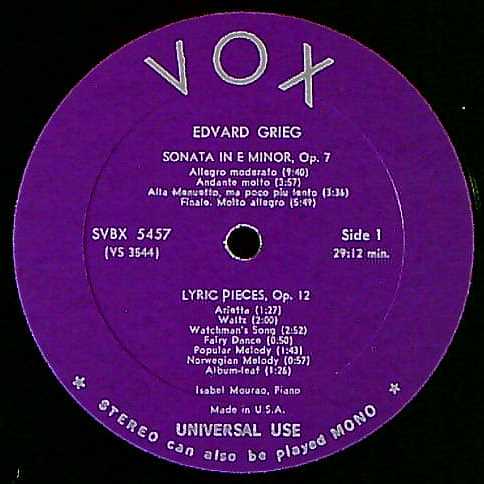 VOX
EDVARD GRIEG
SONATA IN E MINOR, Op. 7
Allegro moderato (9:40)
Andante molto (3:57)
Alla Menuetto, ma poco piu lento (3:36)
Finale. Molto allegro (5:49)
SVBX 5457
(VS 3544)
Side 1
29:12 min.
LYRIC PIECES, Op. 12
Arietta (1:27)
Waltz (2:00)
Watchman's Song (2:52)
Fairy Dance (0:50)
Popular Melody (1:43)
Norwegian Melody (0:57)
Album-leaf (1:26)
Isabel Mourao, Piano
Made in U.S.A.
UNIVERSAL USE
* STEREO can also be played MONO *